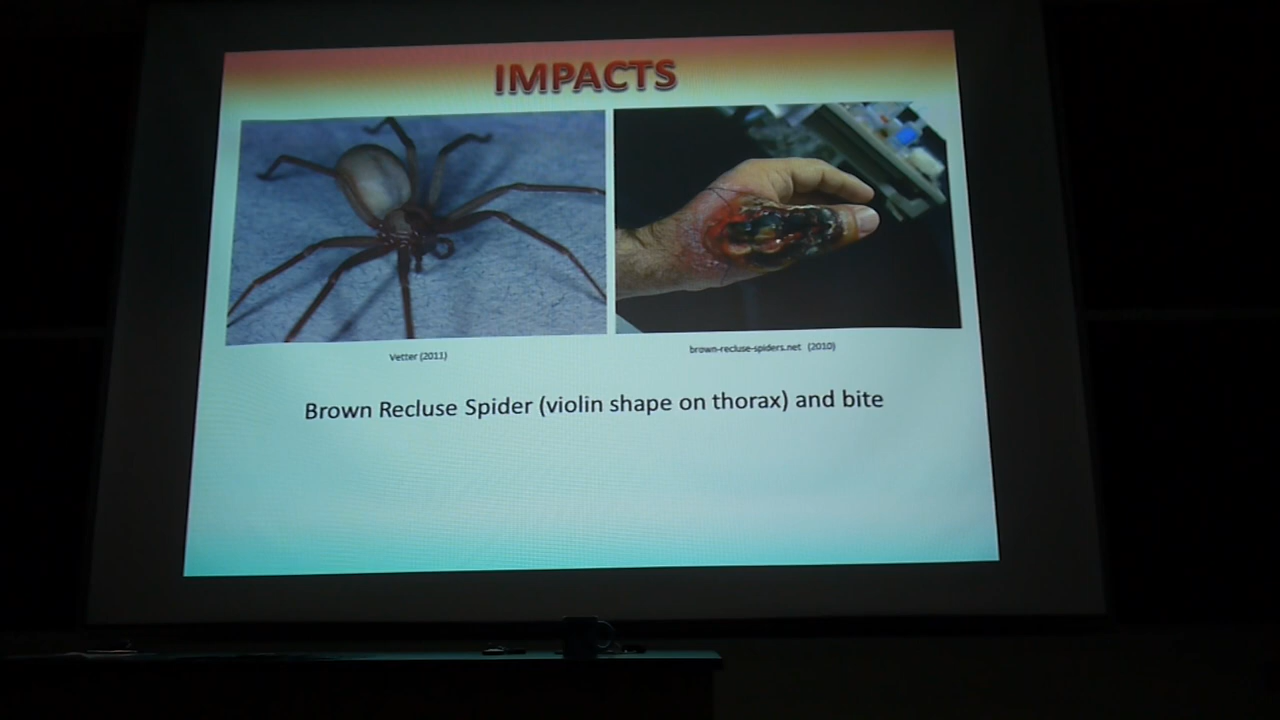 IMPACTS
Vetter (2011)
brown-recluse-spiders.net (2010)
Brown Recluse Spider (violin shape on thorax) and bite